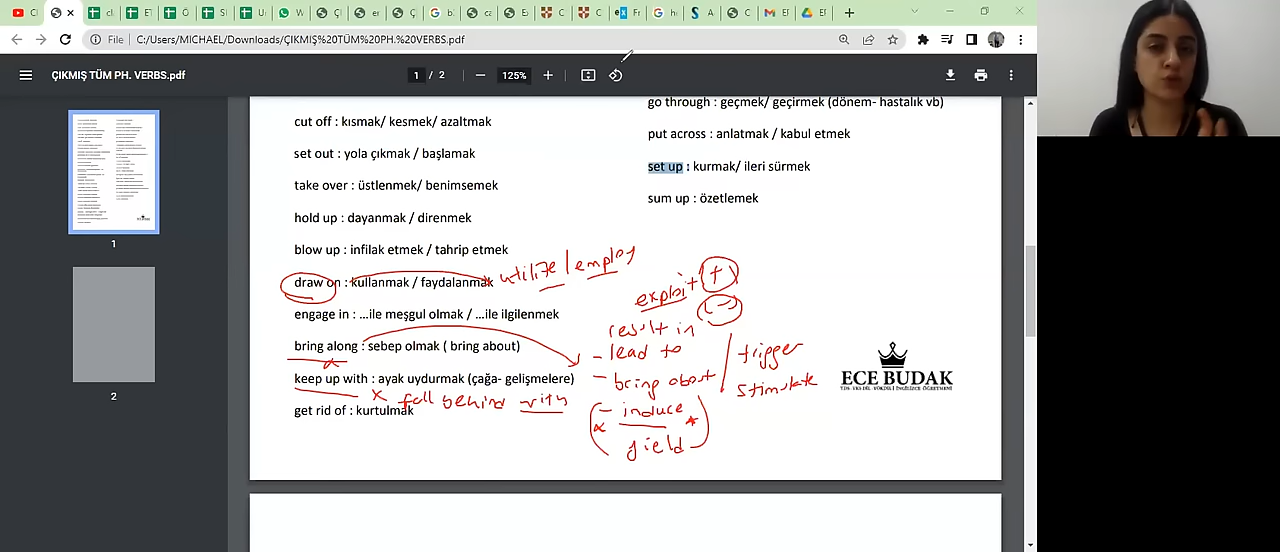 File
C:/Users/MICHAEL/Downloads/ÇIKMIŞ%20TÜM%20PH.%20VERBS.pdf
ÇIKMIŞ TÜM PH. VERBS.pdf
1 / 2
125%
1
2
cut off : kısmak/ kesmek/ azaltmak
set out : yola çıkmak / başlamak
take over : üstlenmek/ benimsemek
hold up : dayanmak / direnmek
blow up : infilak etmek / tahrip etmek
draw on : kullanmak / faydalanmak
utilize / employ
engage in : ...ile meşgul olmak / ...ile ilgilenmek
bring along : sebep olmak ( bring about)
keep up with : ayak uydurmak (çağa- gelişmelere)
fall behind with
get rid of : kurtulmak
go through : geçmek/ geçirmek (dönem- hastalık vb)
put across : anlatmak / kabul etmek
set up : kurmak/ ileri sürmek
sum up : özetlemek
exploit (+)
(-)
result in
- lead to
- bring about
- induce
yield
trigger
stimulate
ECE BUDAK